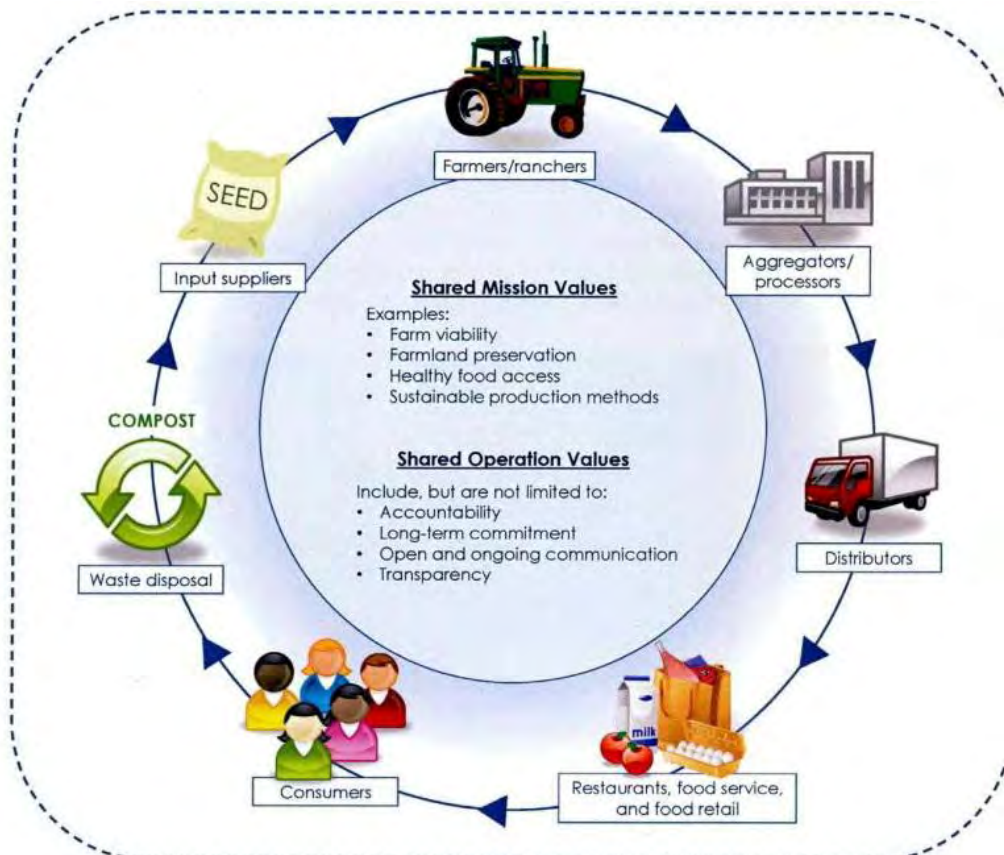 Farmers/ranchers
SEED
Input suppliers
Aggregators/
processors
Shared Mission Values
Examples:
• Farm viability
• Farmland preservation
• Healthy food access
• Sustainable production methods
COMPOST
Waste disposal
Shared Operation Values
Include, but are not limited to:
• Accountability
• Long-term commitment
• Open and ongoing communication
• Transparency
Distributors
milk
Consumers
Restaurants, food service,
and food retail